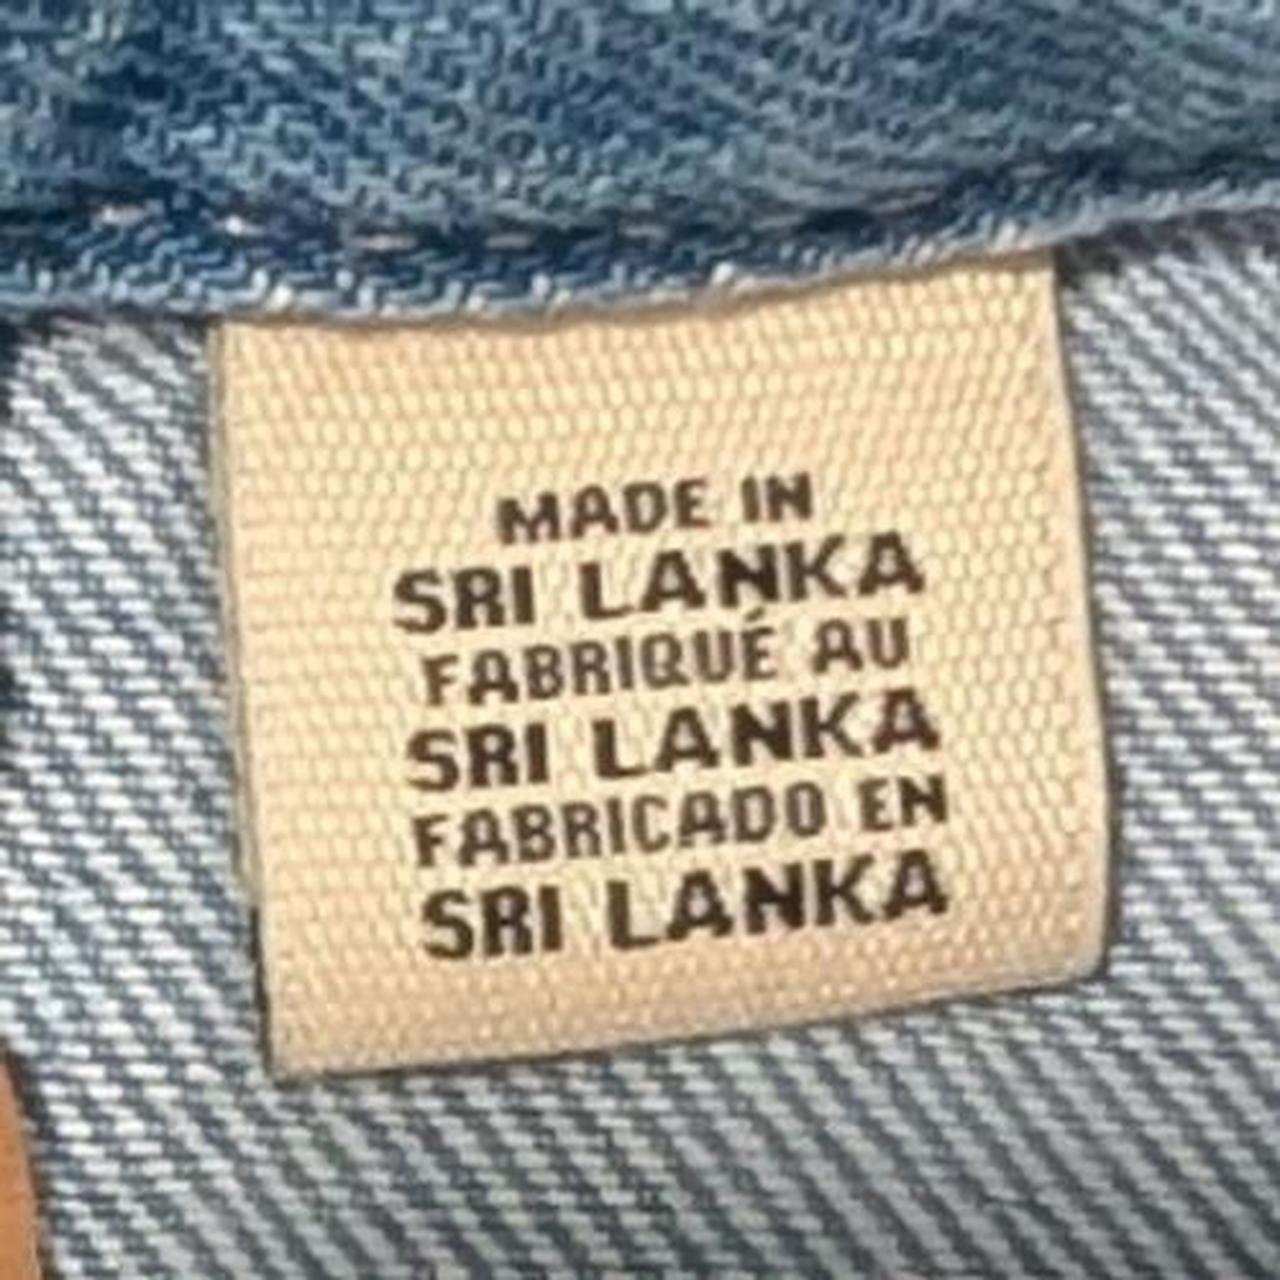 MADE IN
SRI LANKA
FABRIQUÉ AU
SRI LANKA
FABRICADO EN
SRI LANKA